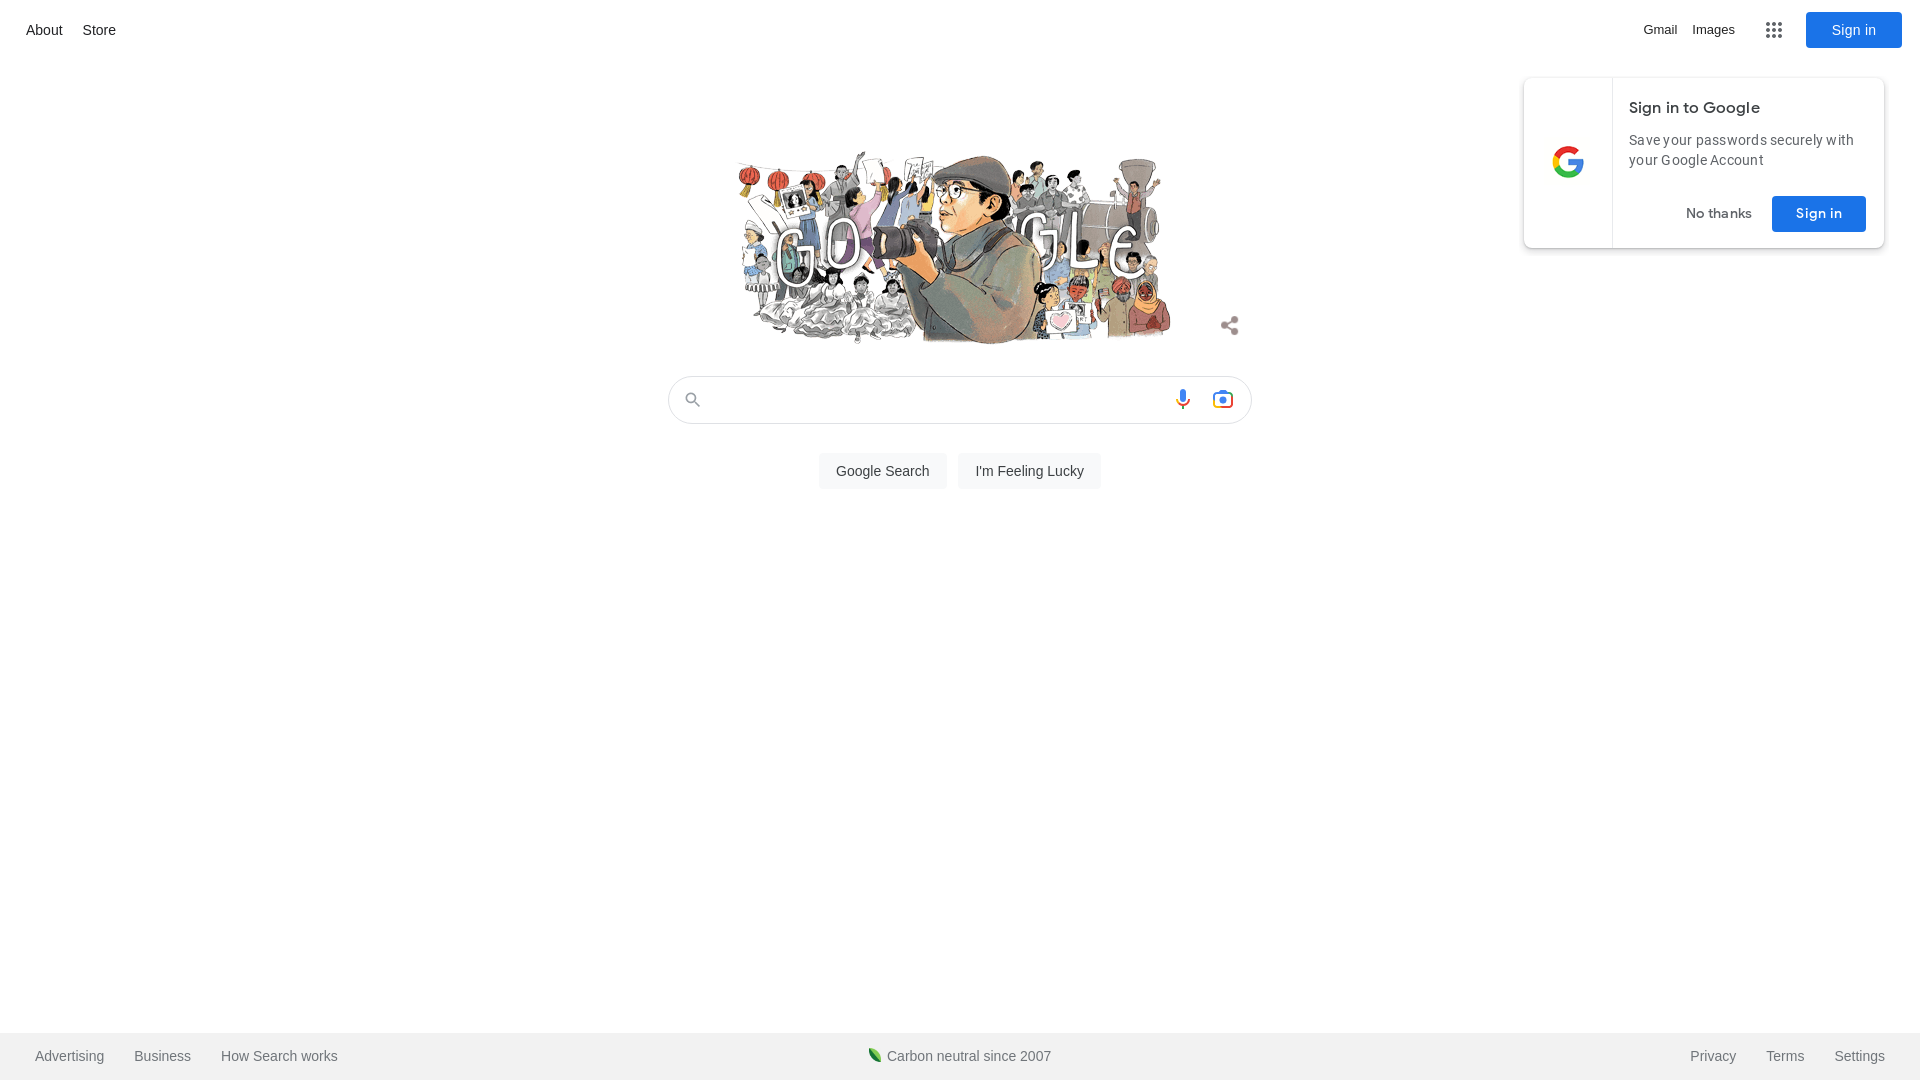 About
Store
Gmail
Images
Sign in
Sign in to Google
Save your passwords securely with
your Google Account
No thanks
Sign in
GOOGLE
Google Search
I'm Feeling Lucky
Advertising
Business
How Search works
Carbon neutral since 2007
Privacy
Terms
Settings